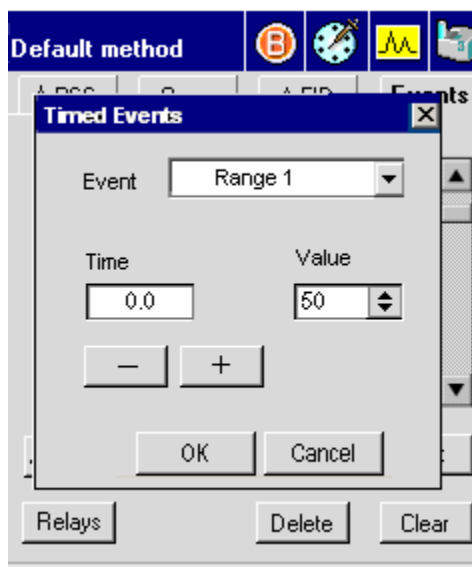 Default method
B
Events
Timed Events
Event
Range 1
Time
Value
0.0
50
OK
Cancel
Relays
Delete
Clear